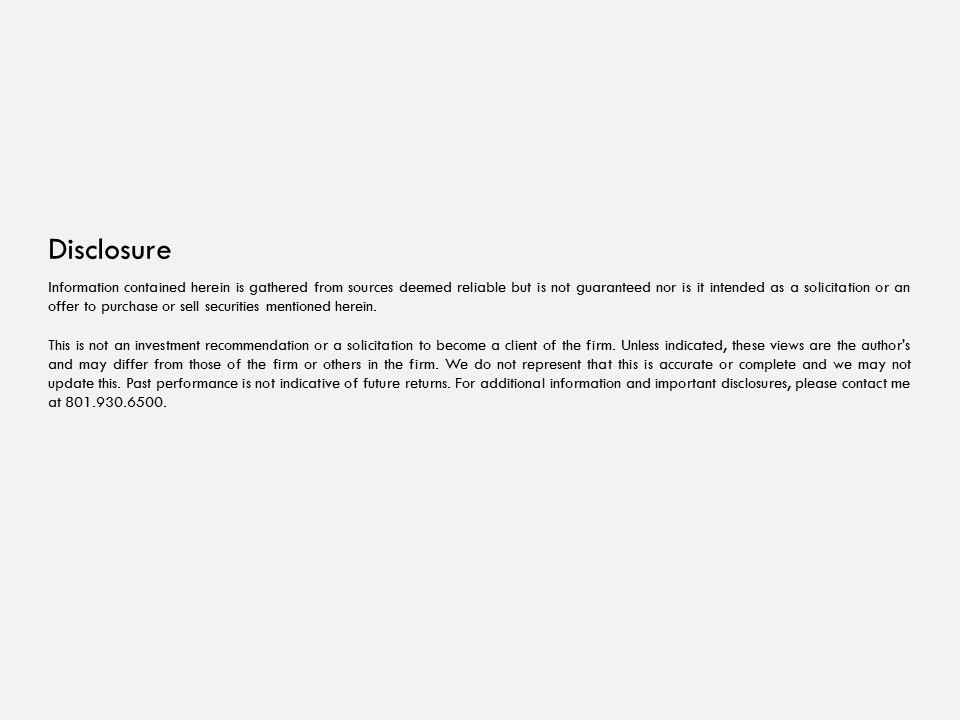 Disclosure
Information contained herein is gathered from sources deemed reliable but is not guaranteed nor is it intended as a solicitation or an
offer to purchase or sell securities mentioned herein.
This is not an investment recommendation or a solicitation to become a client of the firm. Unless indicated, these views are the author's
and may differ from those of the firm or others in the firm. We do not represent that this is accurate or complete and we may not
update this. Past performance is not indicative of future returns. For additional information and important disclosures, please contact me
at 801.930.6500.